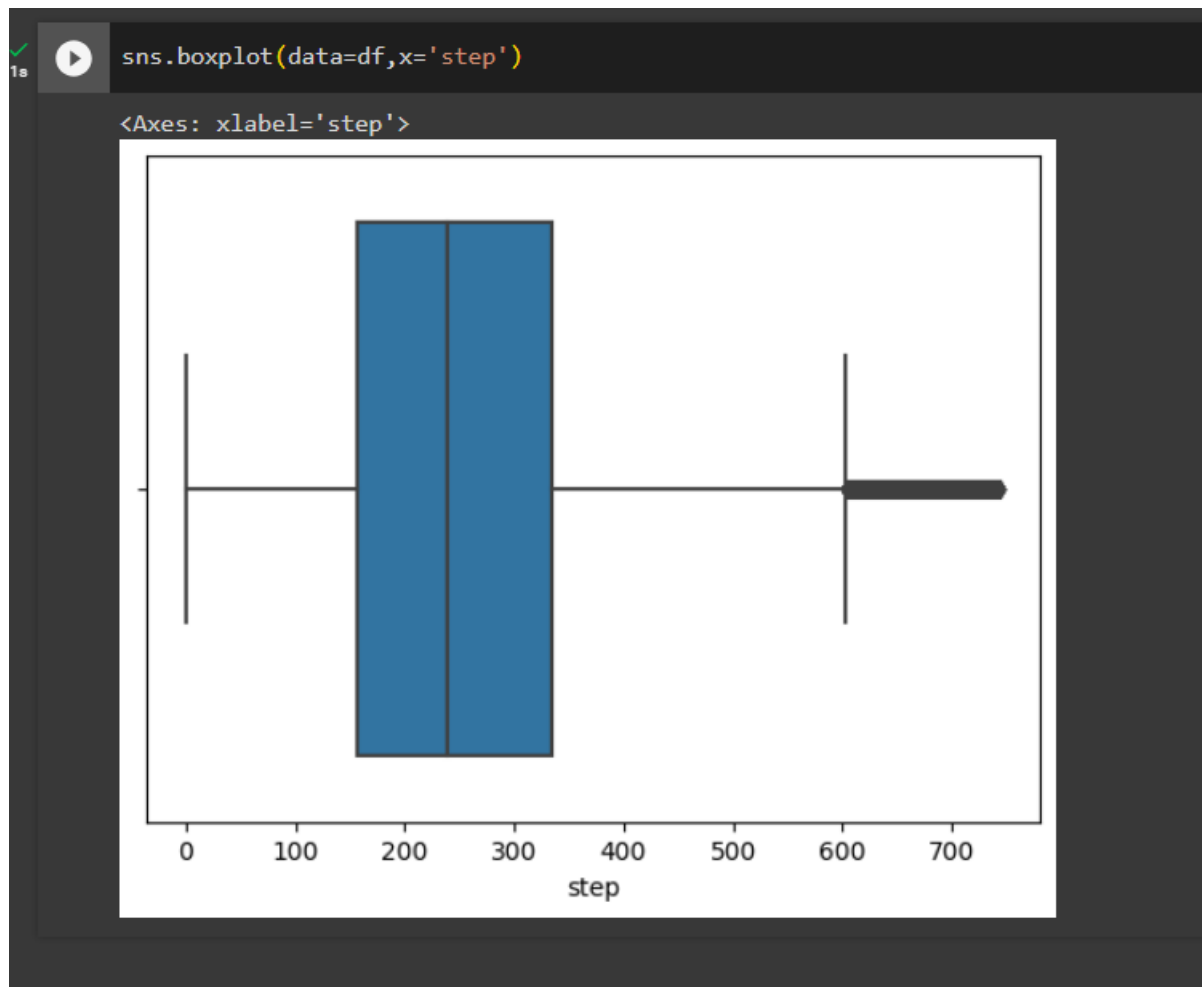 sns.boxplot(data=df,x='step')
1s
<Axes: xlabel='step'>
0 100 200 300 400 500 600 700
step